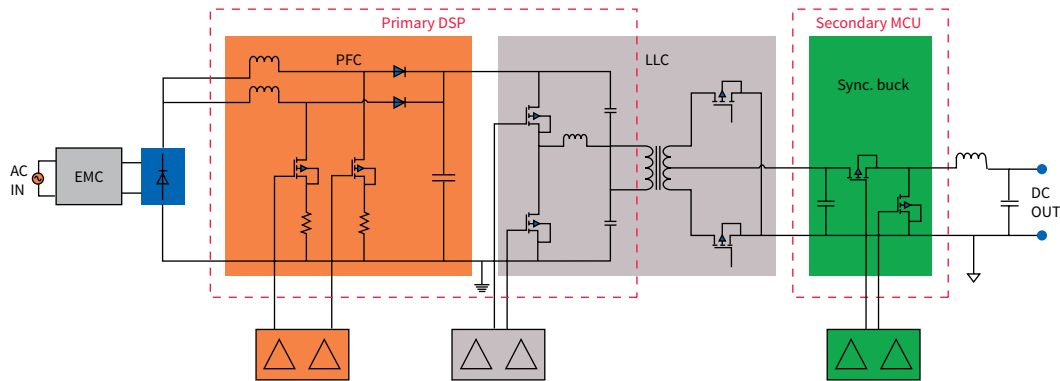 Primary DSP
Secondary MCU
PFC
LLC
Sync. buck
AC
IN
EMC
DC
OUT